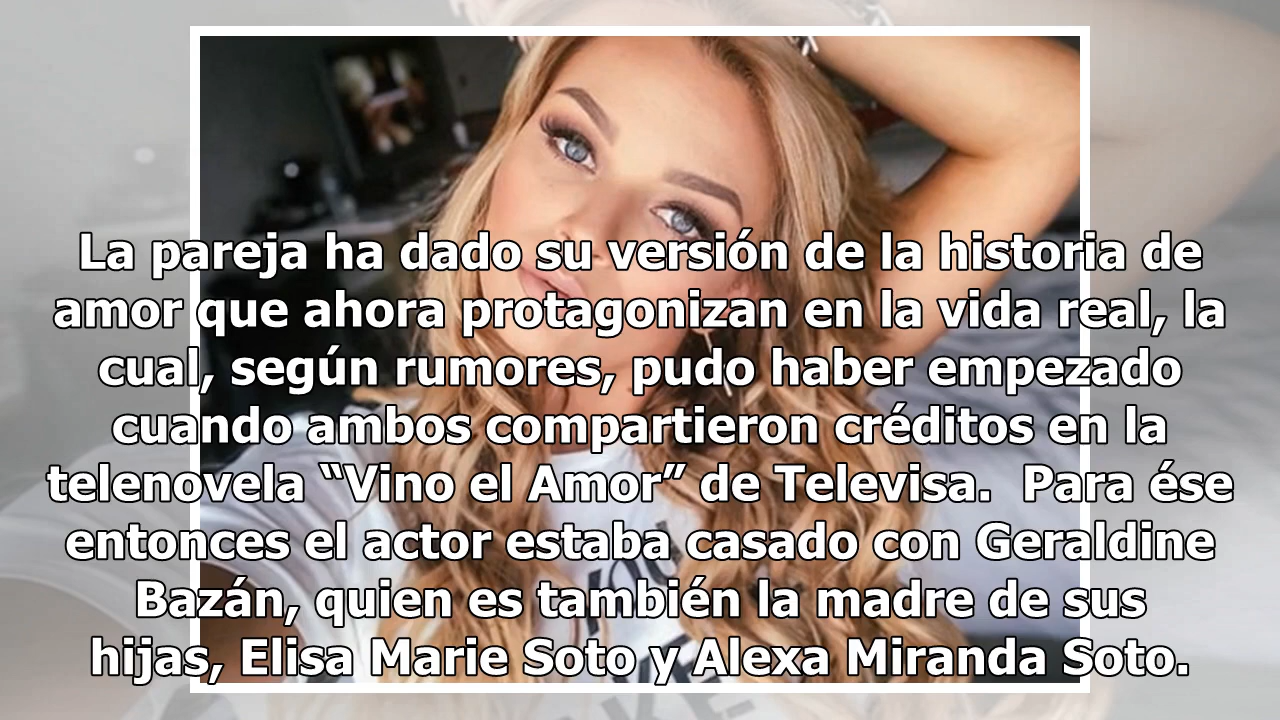 La pareja ha dado su versión de la historia de
amor que ahora protagonizan en la vida real, la
cual, según rumores, pudo haber empezado
cuando ambos compartieron créditos en la
telenovela “Vino el Amor” de Televisa.  Para ése
entonces el actor estaba casado con Geraldine
Bazán, quien es también la madre de sus
hijas, Elisa Marie Soto y Alexa Miranda Soto.